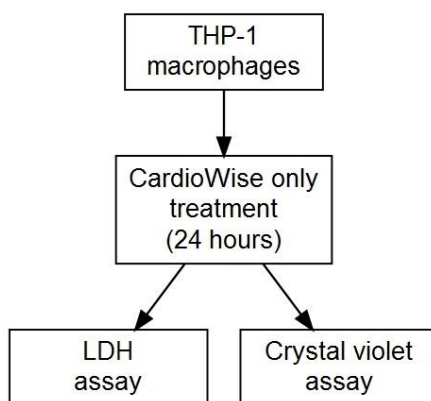 THP-1
macrophages
CardioWise only
treatment
(24 hours)
LDH
assay
Crystal violet
assay